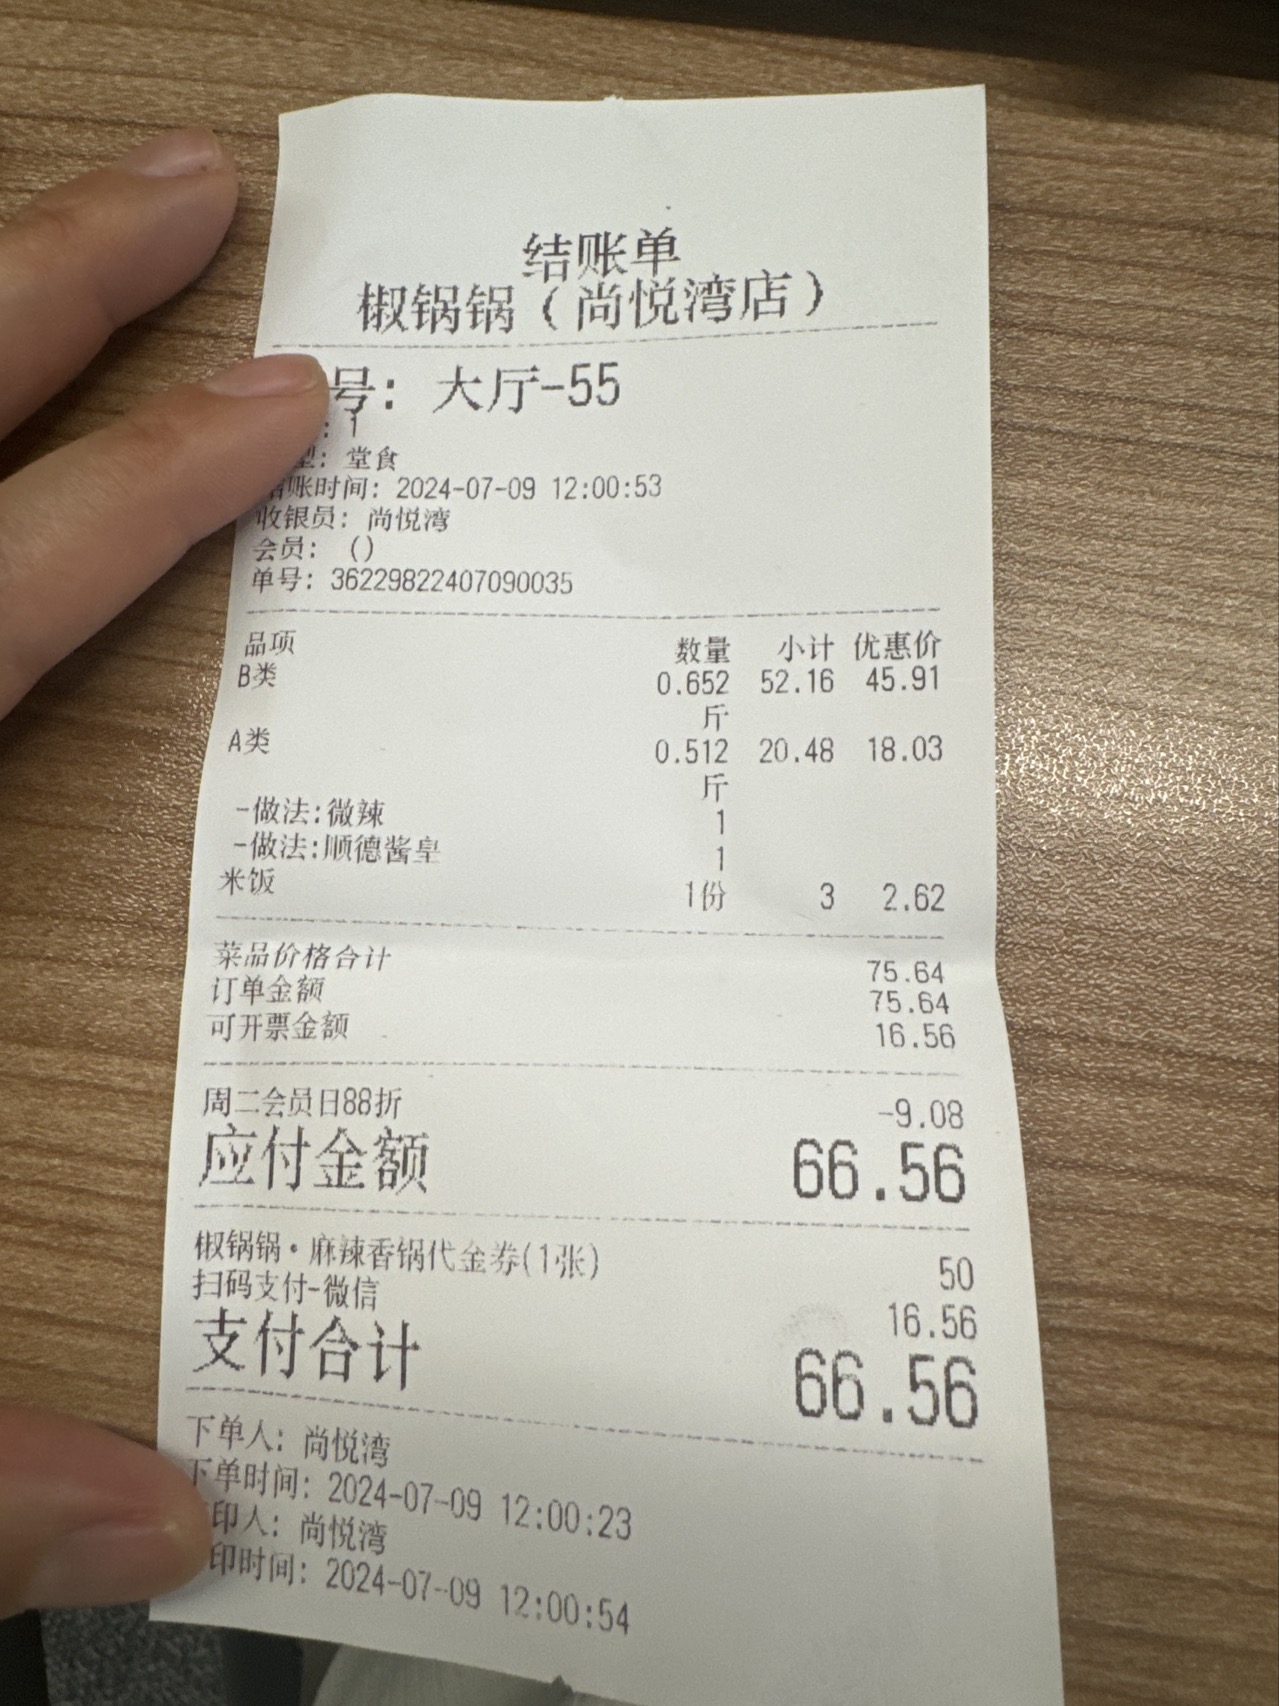 结账单
椒锅锅（尚悦湾店）
号：大厅-55
：1
型：堂食
结账时间：2024-07-09 12:00:53
收银员：尚悦湾
会员：（）
单号：36229822407090035
品项 数量 小计 优惠价
B类 0.652 52.16 45.91
斤
A类 0.512 20.48 18.03
斤
-做法:微辣 1
-做法:顺德酱皇 1
米饭 1份 3 2.62
菜品价格合计 75.64
订单金额 75.64
可开票金额 16.56
周二会员日88折 -9.08
应付金额 66.56
椒锅锅·麻辣香锅代金券(1张) 50
扫码支付-微信 16.56
支付合计 66.56
下单人：尚悦湾
下单时间：2024-07-09 12:00:23
印人：尚悦湾
印时间：2024-07-09 12:00:54